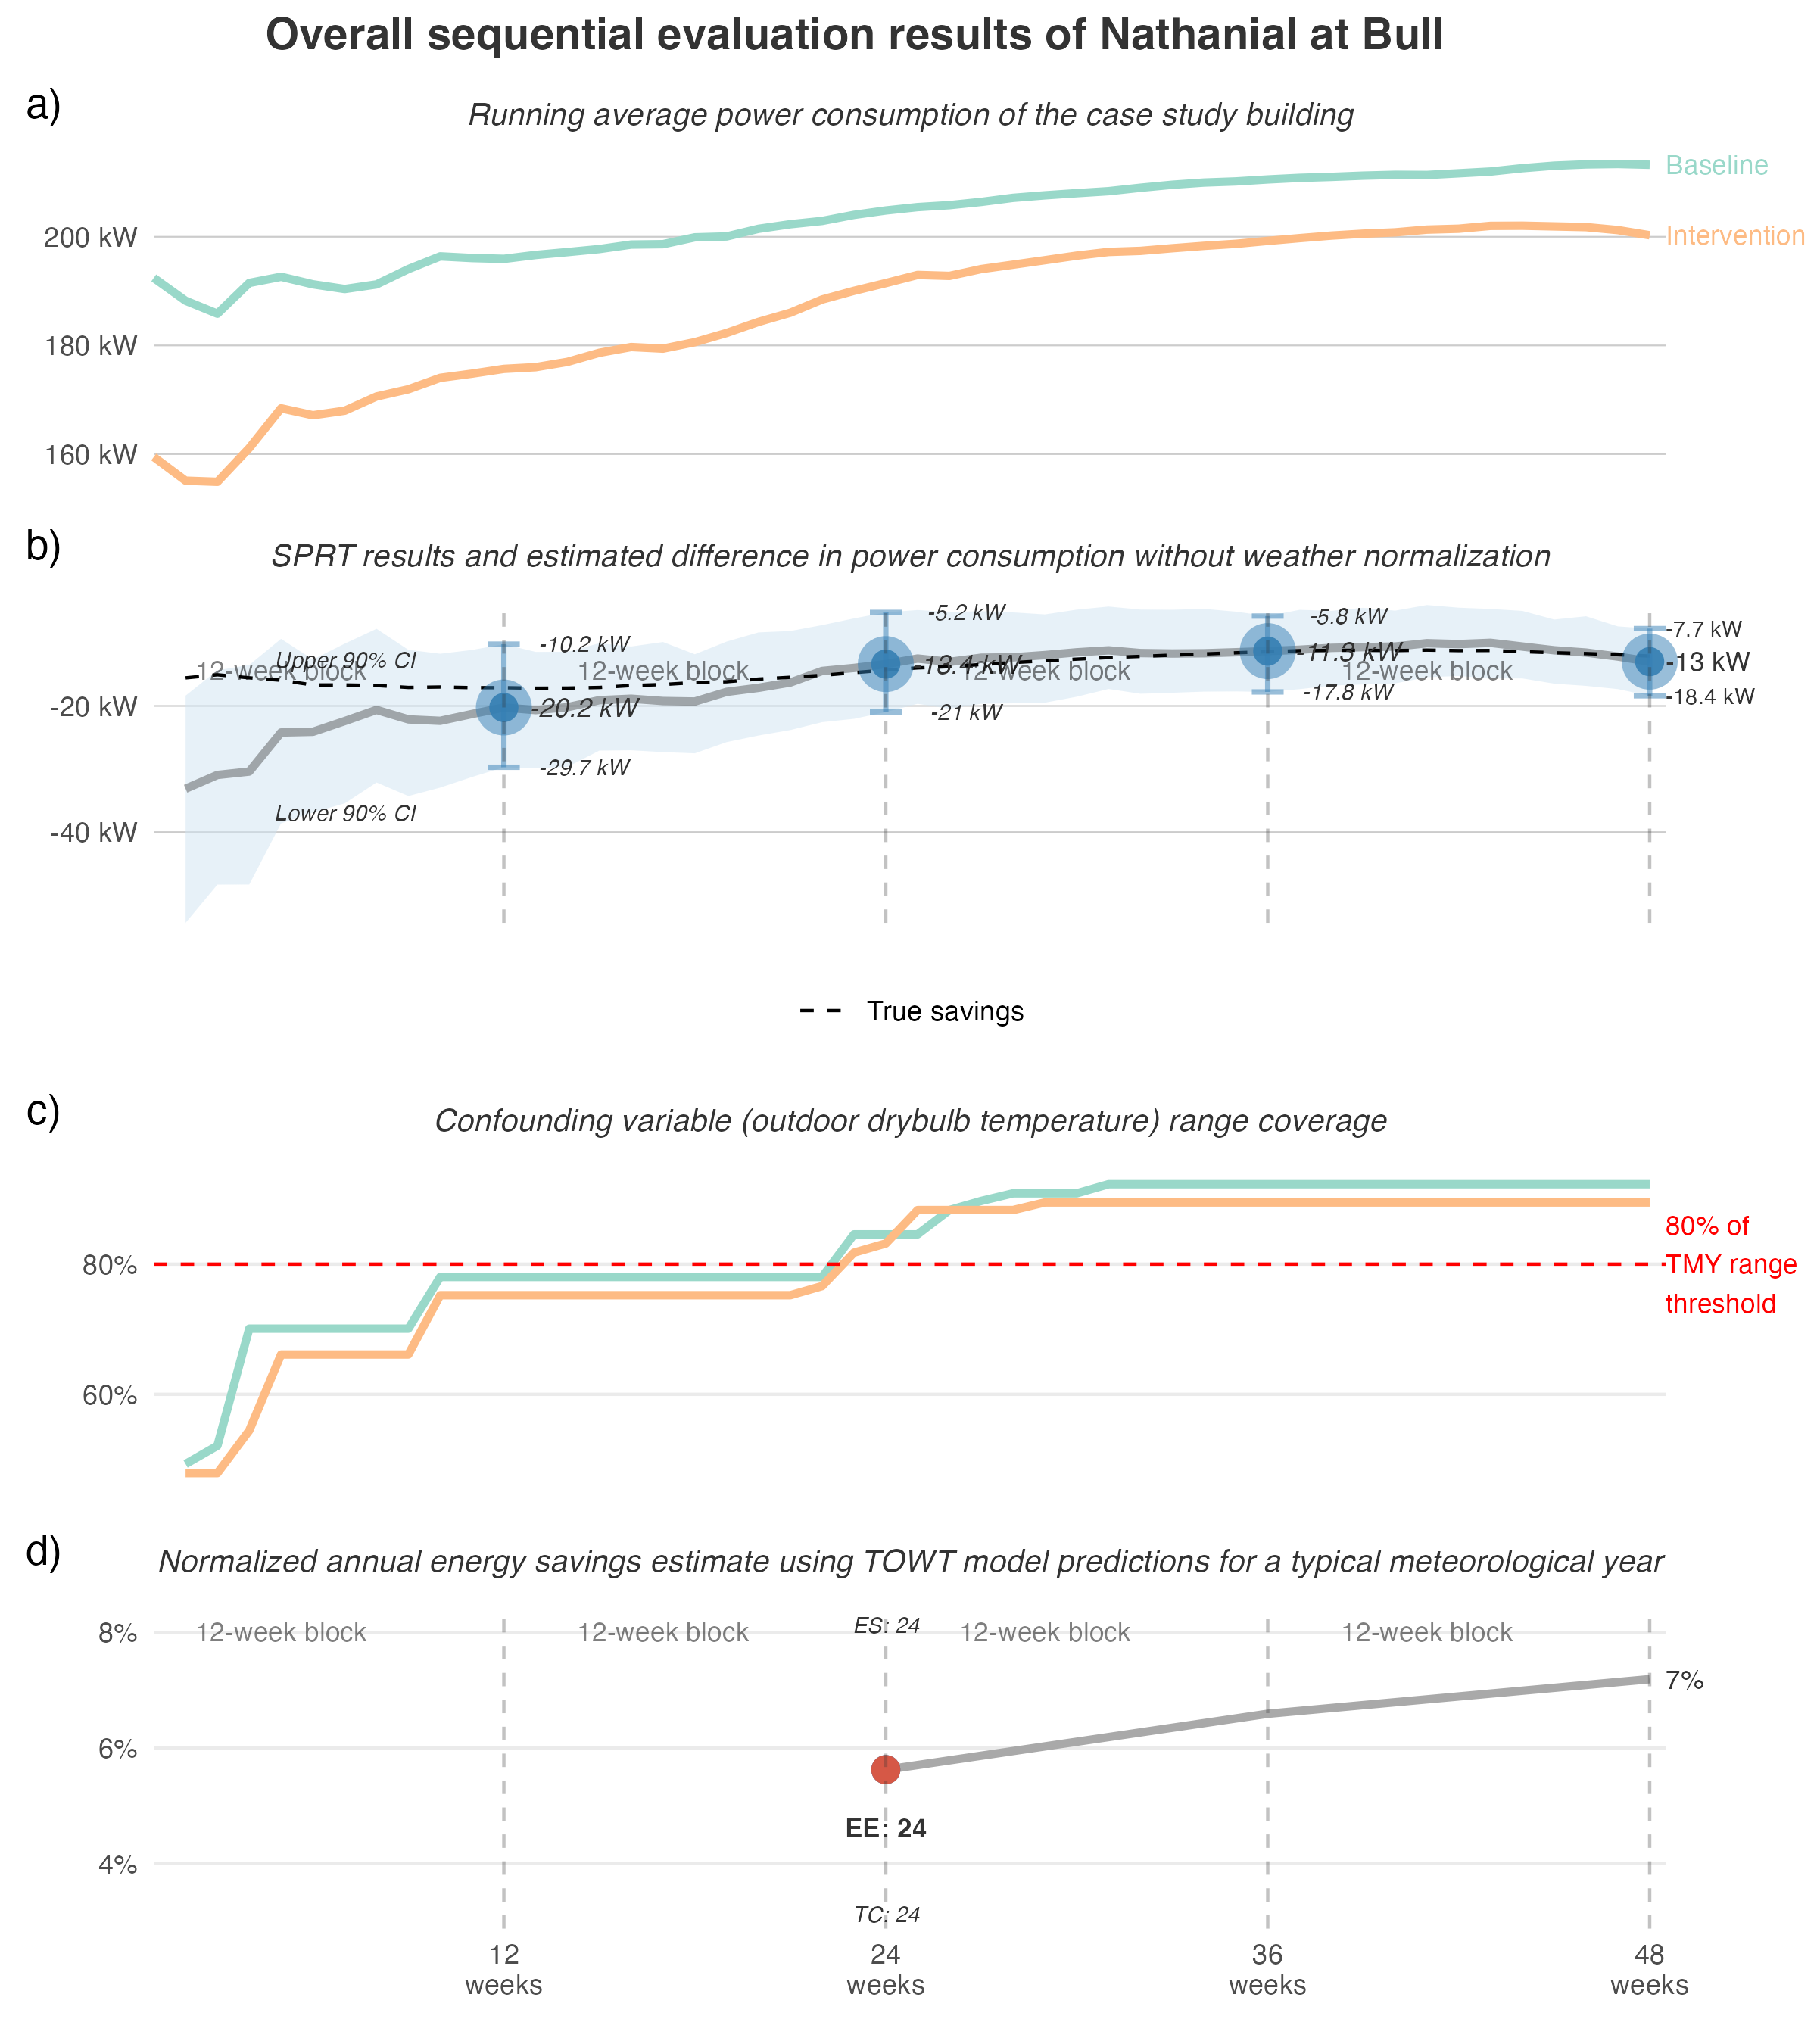 Overall sequential evaluation results of Nathanial at Bull
a)
Running average power consumption of the case study building
Baseline
200 kW
Intervention
180 kW
160 kW
b)
SPRT results and estimated difference in power consumption without weather normalization
-5.2 kW
-5.8 kW
-7.7 kW
-10.2 kW
Upper 90% CI
12-week block
12-week block
-13.4 kW
12-week block
-11.3 kW
12-week block
-13 kW
-17.8 kW
-18.4 kW
-20 kW
-20.2 kW
-21 kW
-29.7 kW
Lower 90% CI
-40 kW
True savings
c)
Confounding variable (outdoor drybulb temperature) range coverage
80% of
80%
TMY range
threshold
60%
d)
Normalized annual energy savings estimate using TOWT model predictions for a typical meteorological year
ES: 24
8%
12-week block
12-week block
12-week block
12-week block
7%
6%
EE: 24
4%
TC: 24
12
weeks
24
weeks
36
weeks
48
weeks